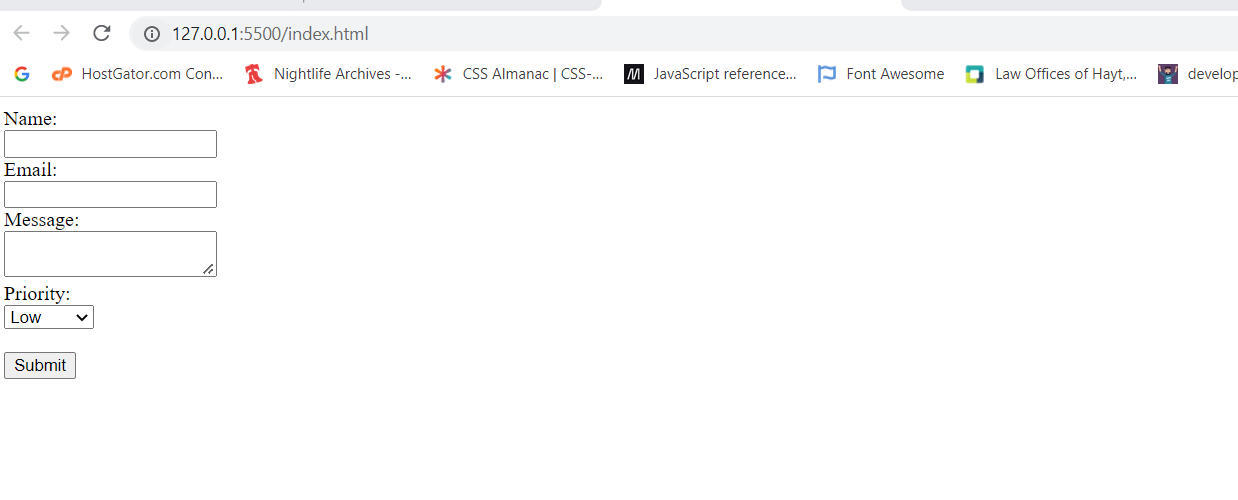 127.0.0.1:5500/index.html
HostGator.com Con... Nightlife Archives -... CSS Almanac | CSS-... JavaScript reference... Font Awesome Law Offices of Hayt,... develop
Name:
Email:
Message:
Priority:
Low
Submit